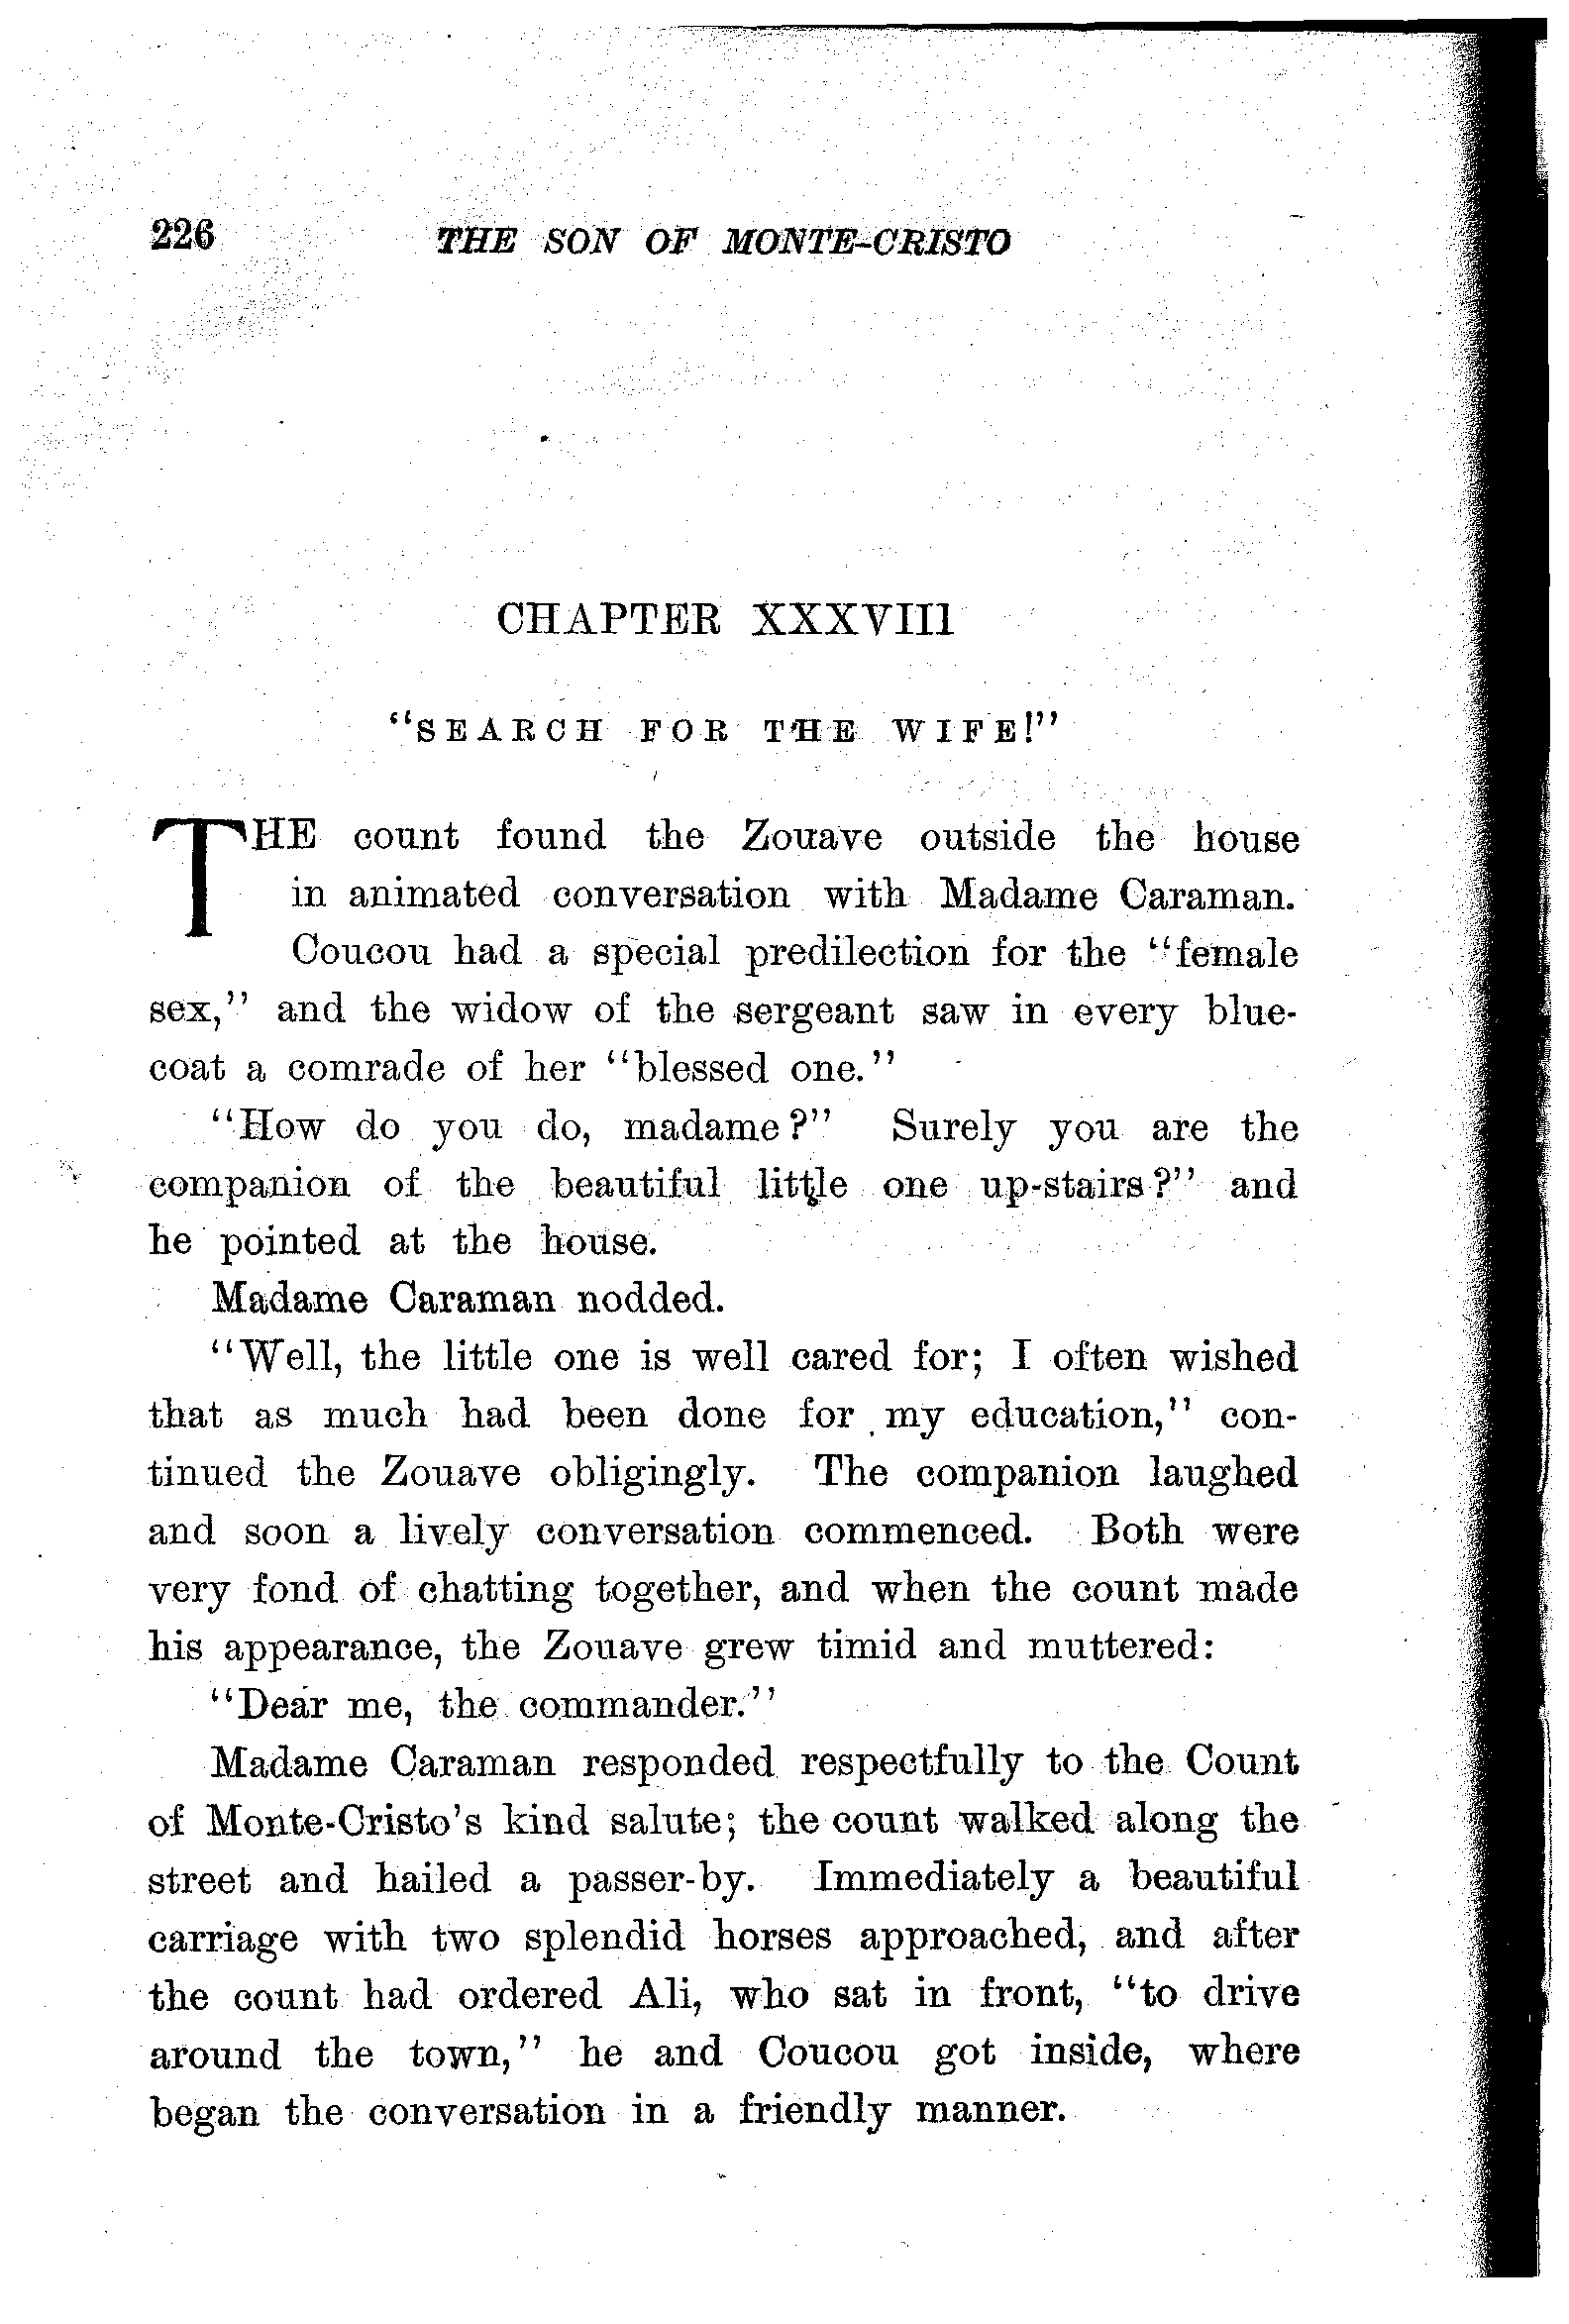 226 THE SON OF MONTE-CRISTO
CHAPTER XXXVIII
"SEARCH FOR THE WIFE!"
THE count found the Zouave outside the house
in animated conversation with Madame Caraman.
Coucou had a special predilection for the "female
sex," and the widow of the sergeant saw in every blue-
coat a comrade of her "blessed one."
"How do you do, madame?" Surely you are the
companion of the beautiful little one up-stairs?" and
he pointed at the house.
Madame Caraman nodded.
"Well, the little one is well cared for; I often wished
that as much had been done for my education," con-
tinued the Zouave obligingly. The companion laughed
and soon a lively conversation commenced. Both were
very fond of chatting together, and when the count made
his appearance, the Zouave grew timid and muttered:
"Dear me, the commander."
Madame Caraman responded respectfully to the Count
of Monte-Cristo's kind salute; the count walked along the
street and hailed a passer-by. Immediately a beautiful
carriage with two splendid horses approached, and after
the count had ordered Ali, who sat in front, "to drive
around the town," he and Coucou got inside, where
began the conversation in a friendly manner.